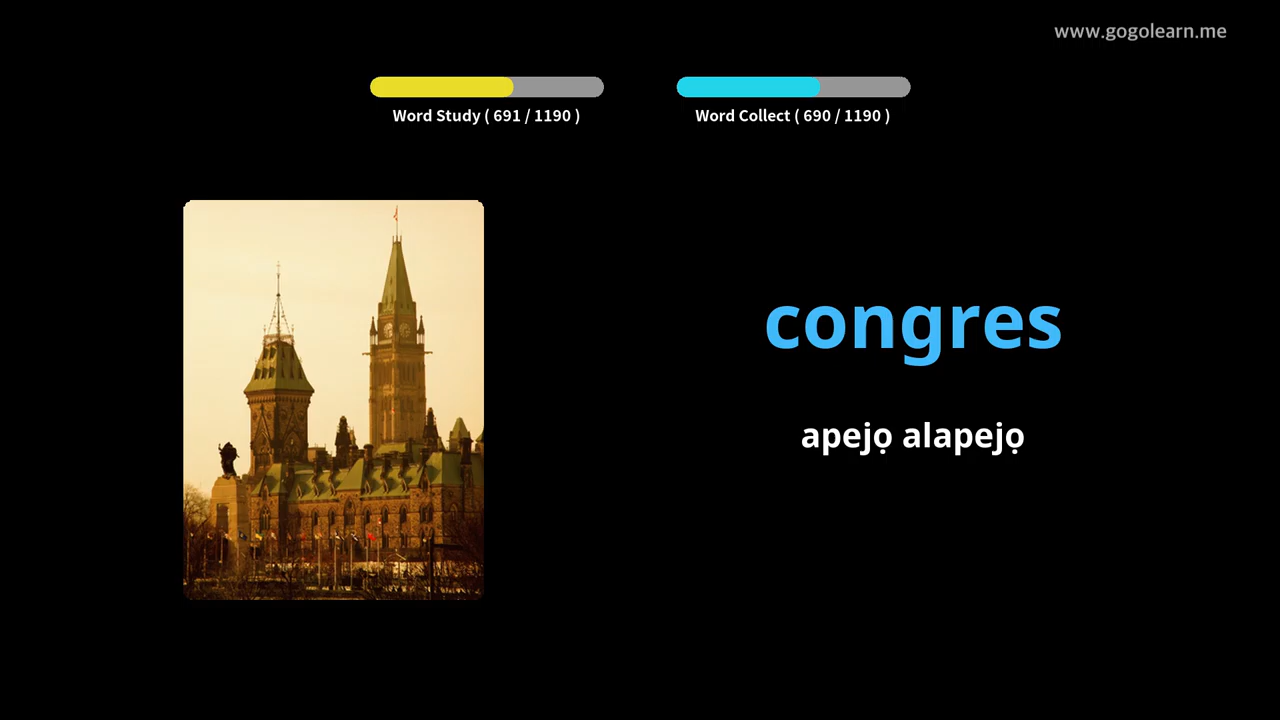 www.gogolearn.me
Word Study ( 691 / 1190 )
Word Collect ( 690 / 1190 )
congres
apejọ alapejọ